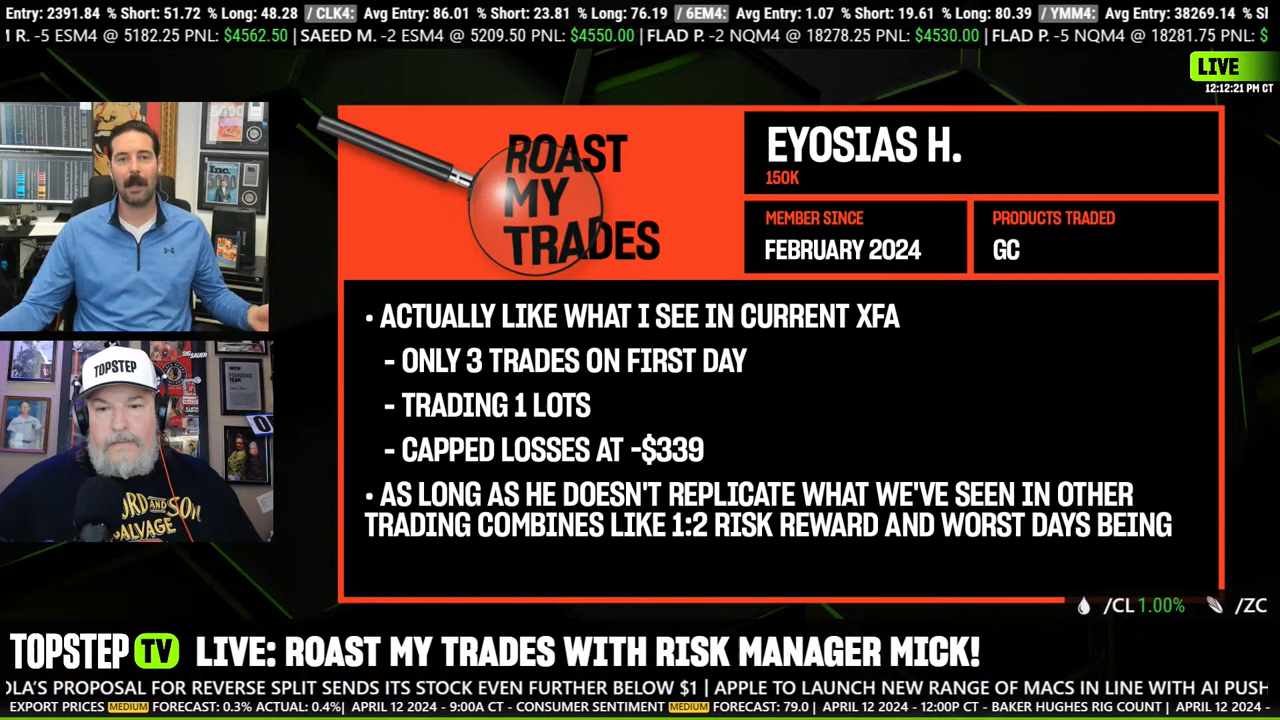 Entry: 2391.84 % Short: 51.72 % Long: 48.28 / CLK4: Avg Entry: 86.01 % Short: 23.81 % Long: 76.19 / 6EM4: Avg Entry: 1.07 % Short: 19.61 % Long: 80.39 / YMM4: Avg Entry: 38269.14 %
R. -5 ESM4 @ 5182.25 PNL: $4562.50 | SAEED M. -2 ESM4 @ 5209.50 PNL: $4550.00 | FLAD P. -2 NQM4 @ 18278.25 PNL: $4530.00 | FLAD P. -5 NQM4 @ 18281.75 PNL: $
LIVE
12:12:21 PM CT
ROAST
MY
TRADES
EYOSIAS H.
150K
MEMBER SINCE
FEBRUARY 2024
PRODUCTS TRADED
GC
• ACTUALLY LIKE WHAT I SEE IN CURRENT XFA
- ONLY 3 TRADES ON FIRST DAY
- TRADING 1 LOTS
- CAPPED LOSSES AT -$339
• AS LONG AS HE DOESN'T REPLICATE WHAT WE'VE SEEN IN OTHER
TRADING COMBINES LIKE 1:2 RISK REWARD AND WORST DAYS BEING
Inc.
TOPSTEP
SIG SAUER
SALVAGE
/CL 1.00% /ZC
TOPSTEP TV LIVE: ROAST MY TRADES WITH RISK MANAGER MICK!
OLA'S PROPOSAL FOR REVERSE SPLIT SENDS ITS STOCK EVEN FURTHER BELOW $1 | APPLE TO LAUNCH NEW RANGE OF MACS IN LINE WITH AI PUSH
EXPORT PRICES MEDIUM FORECAST: 0.3% ACTUAL: 0.4%| APRIL 12 2024 - 9:00A CT - CONSUMER SENTIMENT MEDIUM FORECAST: 79.0 | APRIL 12 2024 - 12:00P CT - BAKER HUGHES RIG COUNT | APRIL 12 2024 -